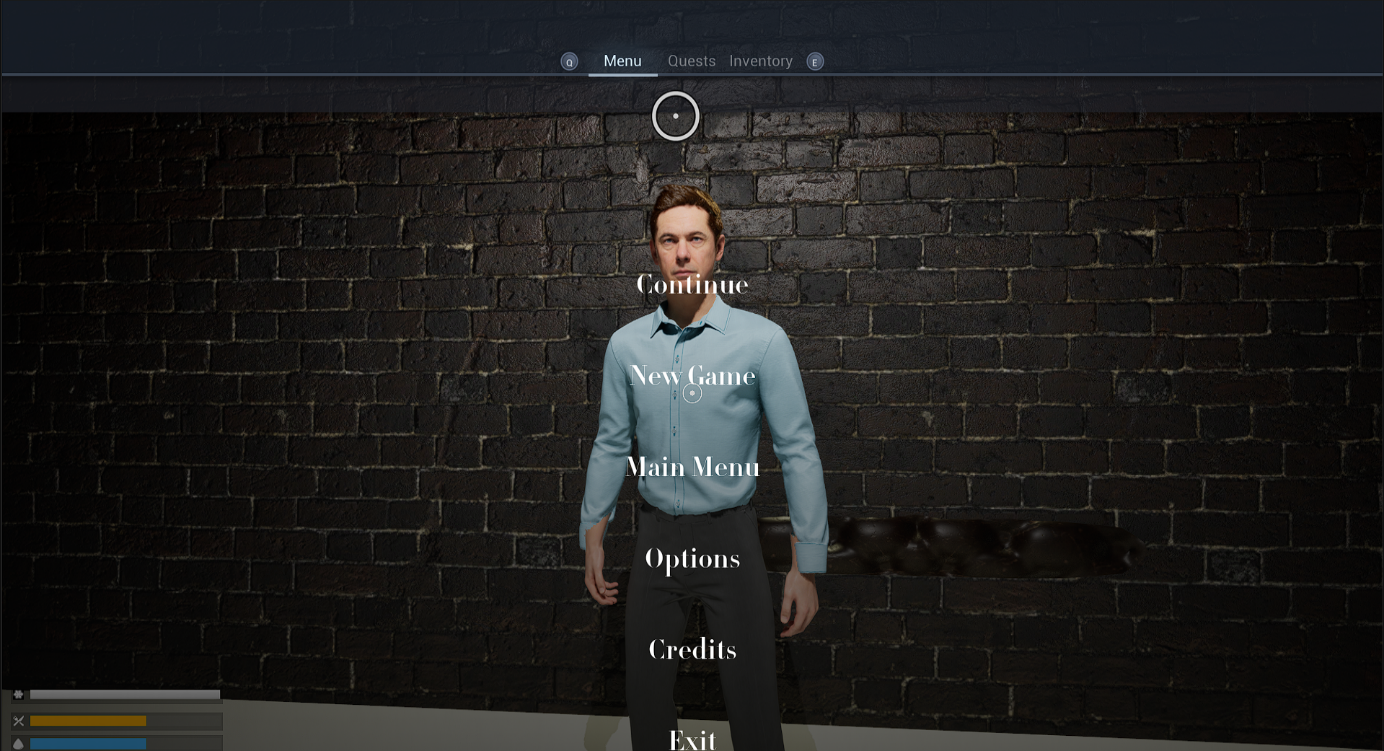 Q Menu Quests Inventory E
Continue
New Game
Main Menu
Options
Credits
Exit